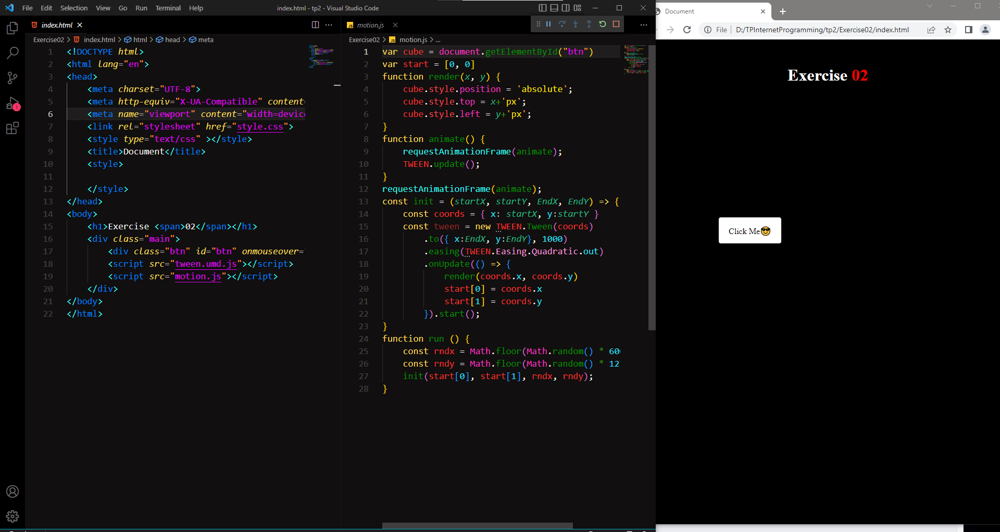 File Edit Selection View Go Run Terminal Help
index.html - tp2 - Visual Studio Code
index.html
Exercise02 > index.html > html > head > meta
1 <!DOCTYPE html>
2 <html lang="en">
3 <head>
4 <meta charset="UTF-8">
5 <meta http-equiv="X-UA-Compatible" content=
6 <meta name="viewport" content="width=devic
7 <link rel="stylesheet" href="style.css">
8 <style type="text/css" ></style>
9 <title>Document</title>
10 <style>
11
12 </style>
13 </head>
14 <body>
15 <h1>Exercise <span>02</span></h1>
16 <div class="main">
17 <div class="btn" id="btn" onmouseover=
18 <script src="tween.umd.js"></script>
19 <script src="motion.js"></script>
20 </div>
21 </body>
22 </html>
1
JS motion.js
Exercise02 > JS motion.js > ...
1 var cube = document.getElementById("btn")
2 var start = [0, 0]
3 function render(x, y) {
4 cube.style.position = 'absolute';
5 cube.style.top = x+'px';
6 cube.style.left = y+'px';
7 }
8 function animate() {
9 requestAnimationFrame(animate);
10 TWEEN.update();
11 }
12 requestAnimationFrame(animate);
13 const init = (startX, startY, EndX, EndY) => {
14 const coords = { x: startX, y:startY }
15 const tween = new TWEEN.Tween(coords)
16 .to({ x:EndX, y:EndY}, 1000)
17 .easing(TWEEN.Easing.Quadratic.out)
18 .onUpdate(() => {
19 render(coords.x, coords.y)
20 start[0] = coords.x
21 start[1] = coords.y
22 }).start();
23 }
24 function run () {
25 const rndx = Math.floor(Math.random() * 60
26 const rndy = Math.floor(Math.random() * 12
27 init(start[0], start[1], rndx, rndy);
28 }
Document
File D:/TPInternetProgramming/tp2/Exercise02/index.html
Exercise 02
Click Me😎